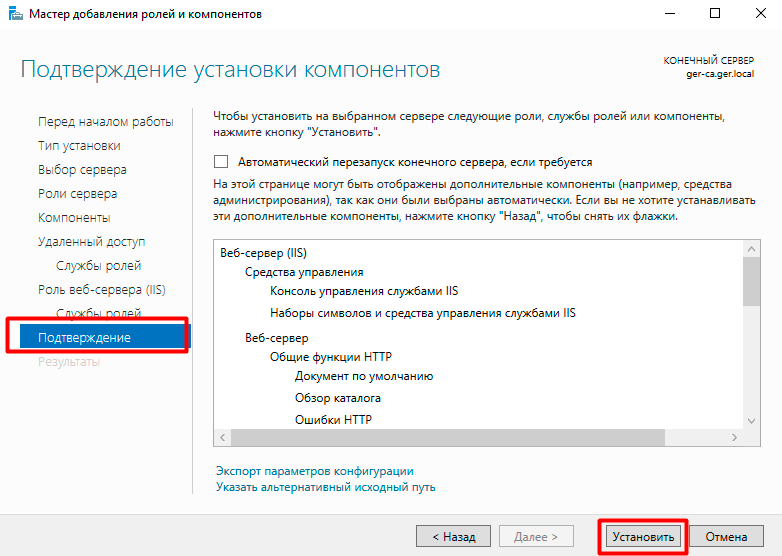 Мастер добавления ролей и компонентов
Подтверждение установки компонентов
КОНЕЧНЫЙ СЕРВЕР
ger-ca.ger.local
Перед началом работы
Тип установки
Выбор сервера
Роли сервера
Компоненты
Удаленный доступ
Службы ролей
Роль веб-сервера (IIS)
Службы ролей
Подтверждение
Результаты
Чтобы установить на выбранном сервере следующие роли, службы ролей или компоненты,
нажмите кнопку "Установить".
Автоматический перезапуск конечного сервера, если требуется
На этой странице могут быть отображены дополнительные компоненты (например, средства
администрирования), так как они были выбраны автоматически. Если вы не хотите устанавливать
эти дополнительные компоненты, нажмите кнопку "Назад", чтобы снять их флажки.
Веб-сервер (IIS)
Средства управления
Консоль управления службами IIS
Наборы символов и средства управления службами IIS
Веб-сервер
Общие функции HTTP
Документ по умолчанию
Обзор каталога
Ошибки HTTP
Экспорт параметров конфигурации
Указать альтернативный исходный путь
< Назад
Далее >
Установить
Отмена